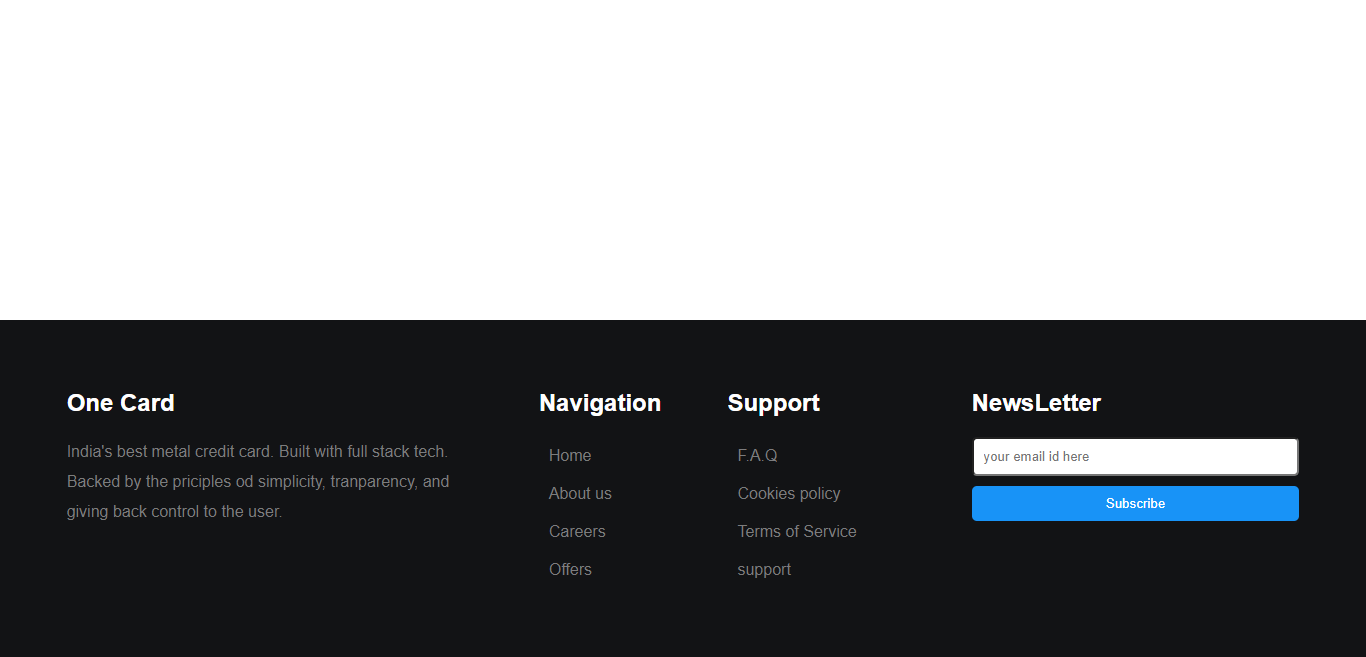 One Card
India's best metal credit card. Built with full stack tech.
Backed by the priciples od simplicity, tranparency, and
giving back control to the user.
Navigation
Home
About us
Careers
Offers
Support
F.A.Q
Cookies policy
Terms of Service
support
NewsLetter
your email id here
Subscribe